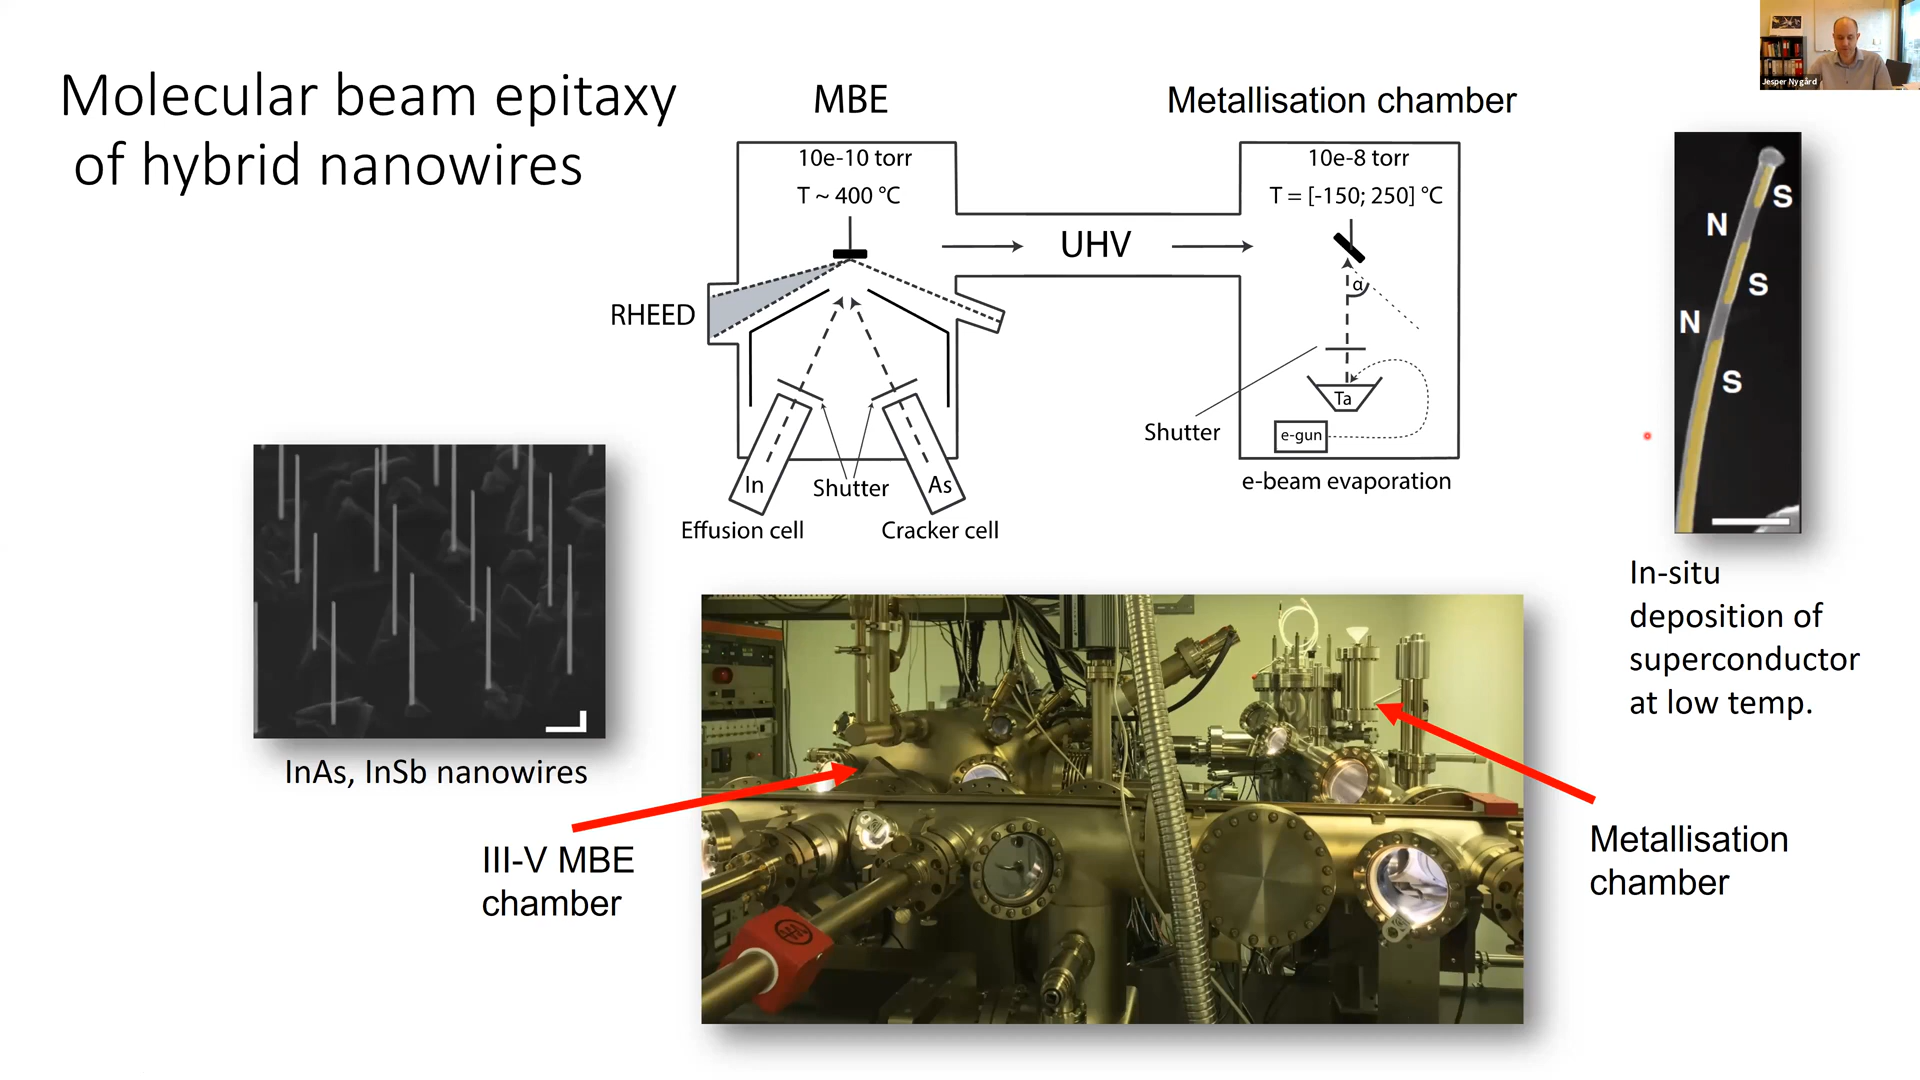 Molecular beam epitaxy
of hybrid nanowires
MBE
10e-10 torr
T ~ 400 °C
RHEED
In
Shutter
As
Effusion cell
Cracker cell
UHV
Metallisation chamber
10e-8 torr
T = [-150; 250] °C
α
Ta
Shutter
e-gun
e-beam evaporation
Jesper Nygård
S
N
S
N
S
In-situ
deposition of
superconductor
at low temp.
InAs, InSb nanowires
III-V MBE
chamber
Metallisation
chamber